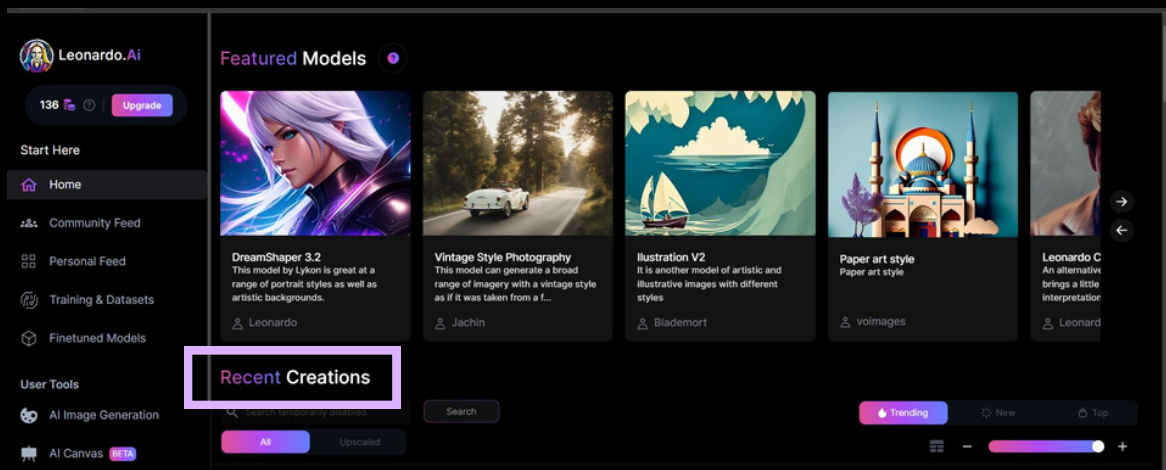 Leonardo.Ai
136
Upgrade
Start Here
Home
Community Feed
Personal Feed
Training & Datasets
Finetuned Models
User Tools
AI Image Generation
AI Canvas BETA
Featured Models ?
DreamShaper 3.2
This model by Lykon is great at a
range of portrait styles as well as
artistic backgrounds.
Leonardo
Vintage Style Photography
This model can generate a broad
range of imagery with a vintage style
as if it was taken from a f...
Jachin
Ilustration V2
It is another model of artistic and
illustrative images with different
styles
Blademort
Paper art style
Paper art style
voimages
Leonardo C
An alternative
brings a little
interpretation
Leonard
Recent Creations
Search temporarily disabled.
Search
Trending
New
Top
All
Upscaled